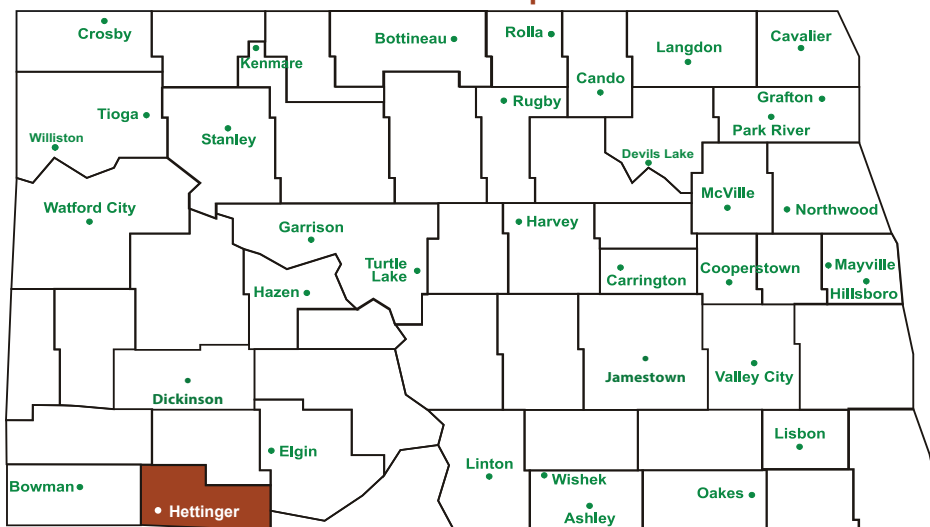 Crosby
Kenmare
Bottineau
Rolla
Langdon
Cavalier
Cando
Tioga
Williston
Stanley
Rugby
Grafton
Park River
Devils Lake
Watford City
Garrison
Harvey
McVille
Northwood
Turtle
Lake
Hazen
Carrington
Cooperstown
Mayville
Hillsboro
Dickinson
Jamestown
Valley City
Elgin
Linton
Lisbon
Bowman
Hettinger
Wishek
Ashley
Oakes